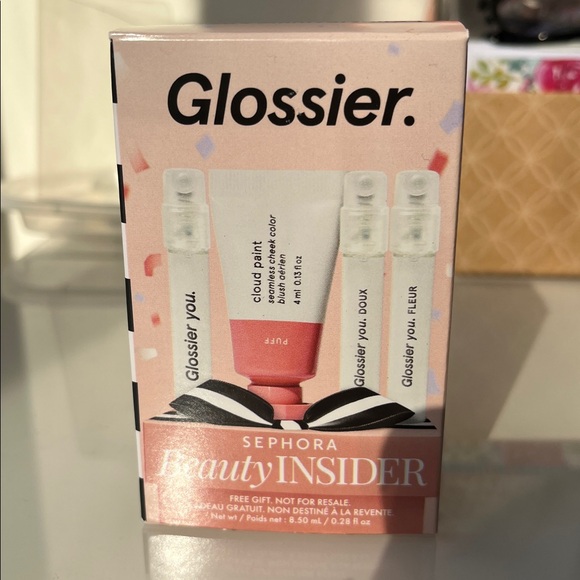 Glossier.
Glossier you.
cloud paint
seamless cheek color
blush aérien
4 ml 0.13 fl oz
PUFF
Glossier you. DOUX
Glossier you. FLEUR
SEPHORA
Beauty INSIDER
FREE GIFT. NOT FOR RESALE.
DEAU GRATUIT. NON DESTINÉ À LA REVENTE.
Net wt / Poids net : 8.50 mL / 0.28 fl oz